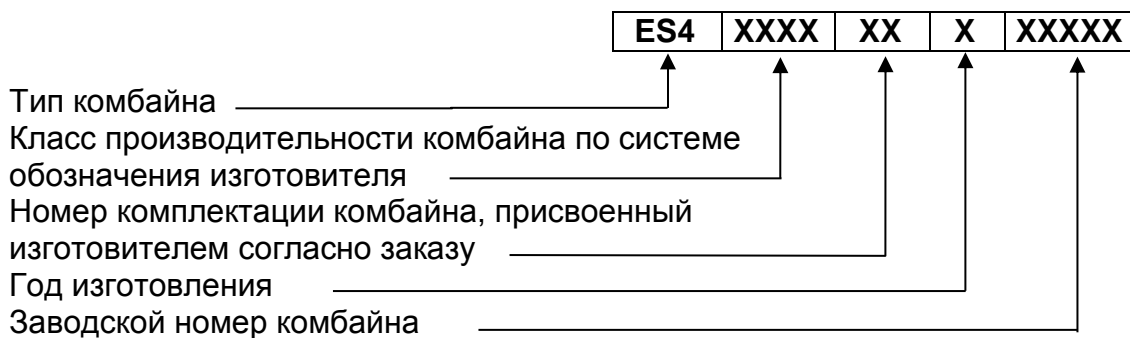 ES4 XXXX XX X XXXXX
Тип комбайна
Класс производительности комбайна по системе
обозначения изготовителя
Номер комплектации комбайна, присвоенный
изготовителем согласно заказу
Год изготовления
Заводской номер комбайна